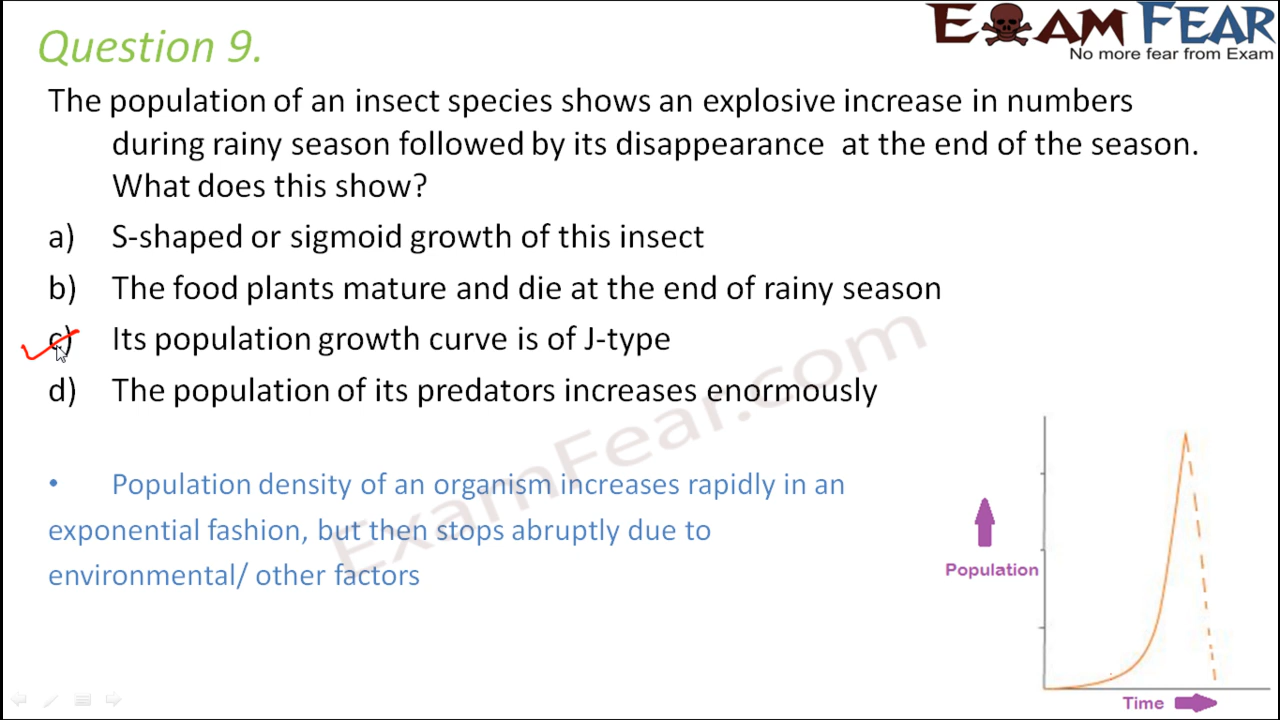 EXAM FEAR
No more fear from Exam
Question 9.
The population of an insect species shows an explosive increase in numbers
during rainy season followed by its disappearance at the end of the season.
What does this show?
a) S-shaped or sigmoid growth of this insect
b) The food plants mature and die at the end of rainy season
c) Its population growth curve is of J-type
d) The population of its predators increases enormously
• Population density of an organism increases rapidly in an
exponential fashion, but then stops abruptly due to
environmental/ other factors
ExamFear.com
Population
Time